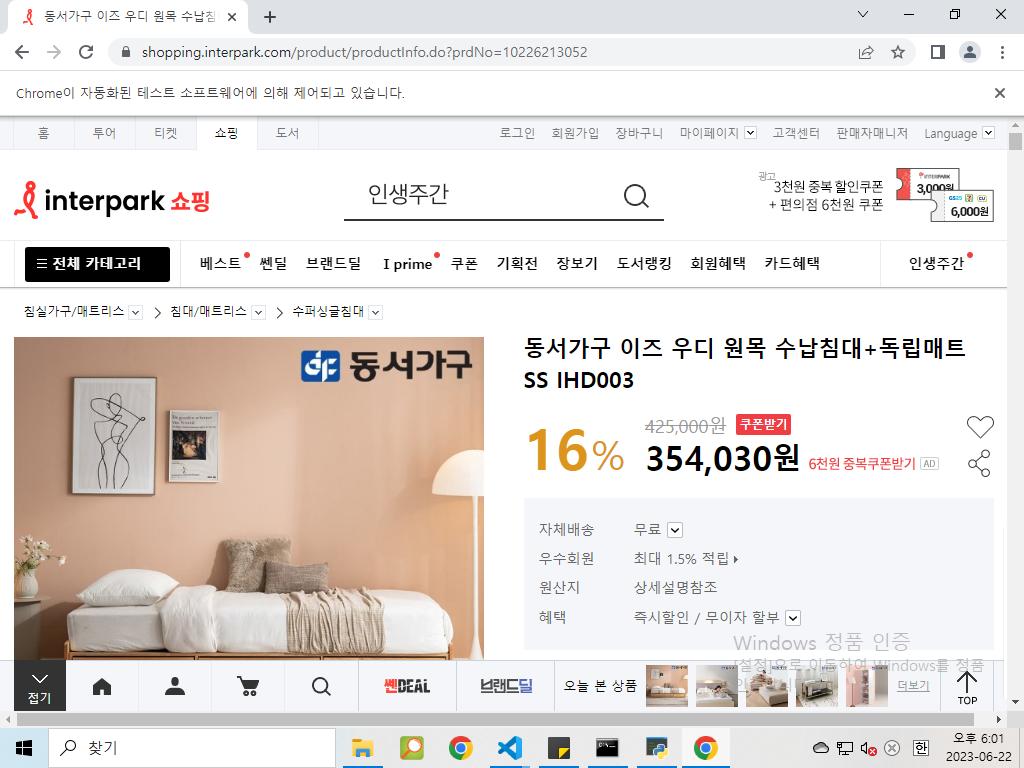 동서가구 이즈 우디 원목 수납침
shopping.interpark.com/product/productInfo.do?prdNo=10226213052
Chrome이 자동화된 테스트 소프트웨어에 의해 제어되고 있습니다.
홈 투어 티켓 쇼핑 도서 로그인 회원가입 장바구니 마이페이지 고객센터 판매자매니저 Language
interpark 쇼핑
인생주간
광고
3천원 중복 할인쿠폰
+ 편의점 6천원 쿠폰
INTERPARK
3,000원
GS25 CU
6,000원
전체 카테고리 베스트 쎈딜 브랜드딜 I prime 쿠폰 기획전 장보기 도서랭킹 회원혜택 카드혜택 인생주간
침실가구/매트리스 침대/매트리스 수퍼싱글침대
동서가구
동서가구 이즈 우디 원목 수납침대+독립매트
SS IHD003
16%
425,000원 쿠폰받기
354,030원 6천원 중복쿠폰받기 AD
자체배송 무료
우수회원 최대 1.5% 적립
원산지 상세설명참조
혜택 즉시할인 / 무이자 할부
Windows 정품 인증
[설정]으로 이동하여 Windows를 정품
접기
쎈DEAL
브랜드딜
오늘 본 상품
더보기
TOP
찾기
한
오후 6:01
2023-06-22